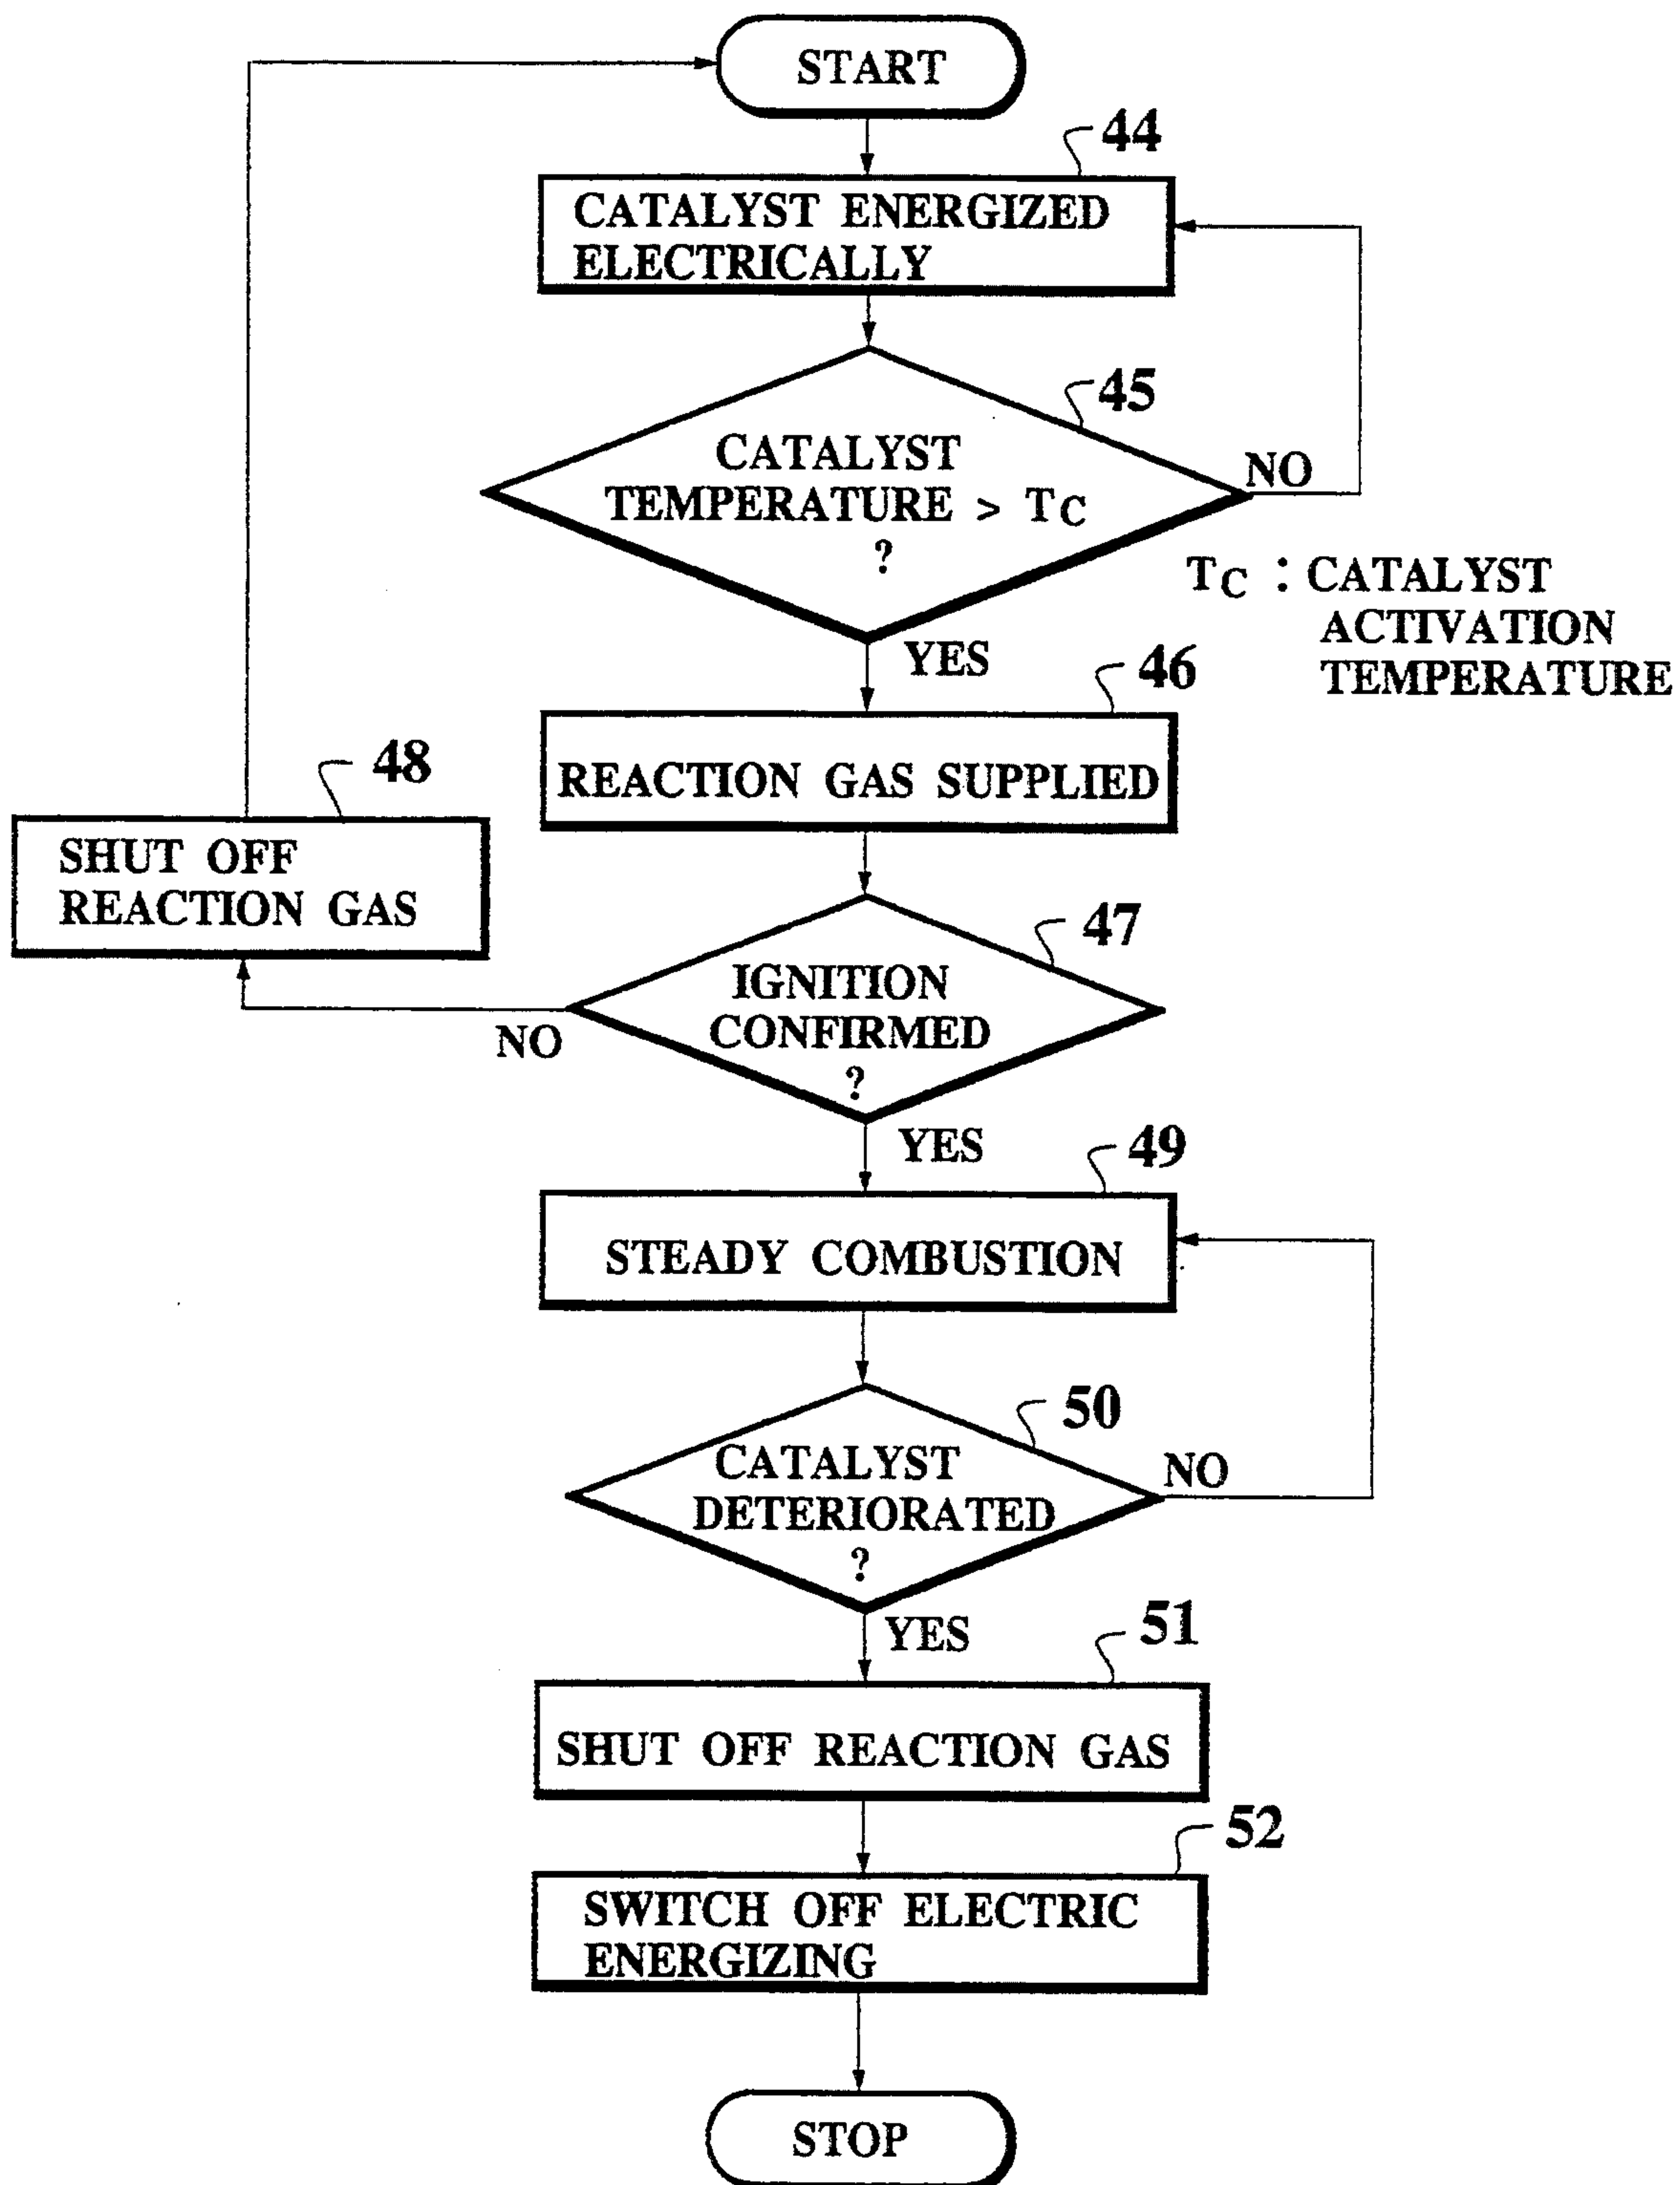 START
44
CATALYST ENERGIZED
ELECTRICALLY
45
CATALYST
TEMPERATURE > TC
?
NO
TC : CATALYST
ACTIVATION
TEMPERATURE
YES
46
REACTION GAS SUPPLIED
48
SHUT OFF
REACTION GAS
47
IGNITION
CONFIRMED
?
NO
YES
49
STEADY COMBUSTION
50
CATALYST
DETERIORATED
?
NO
YES
51
SHUT OFF REACTION GAS
52
SWITCH OFF ELECTRIC
ENERGIZING
STOP